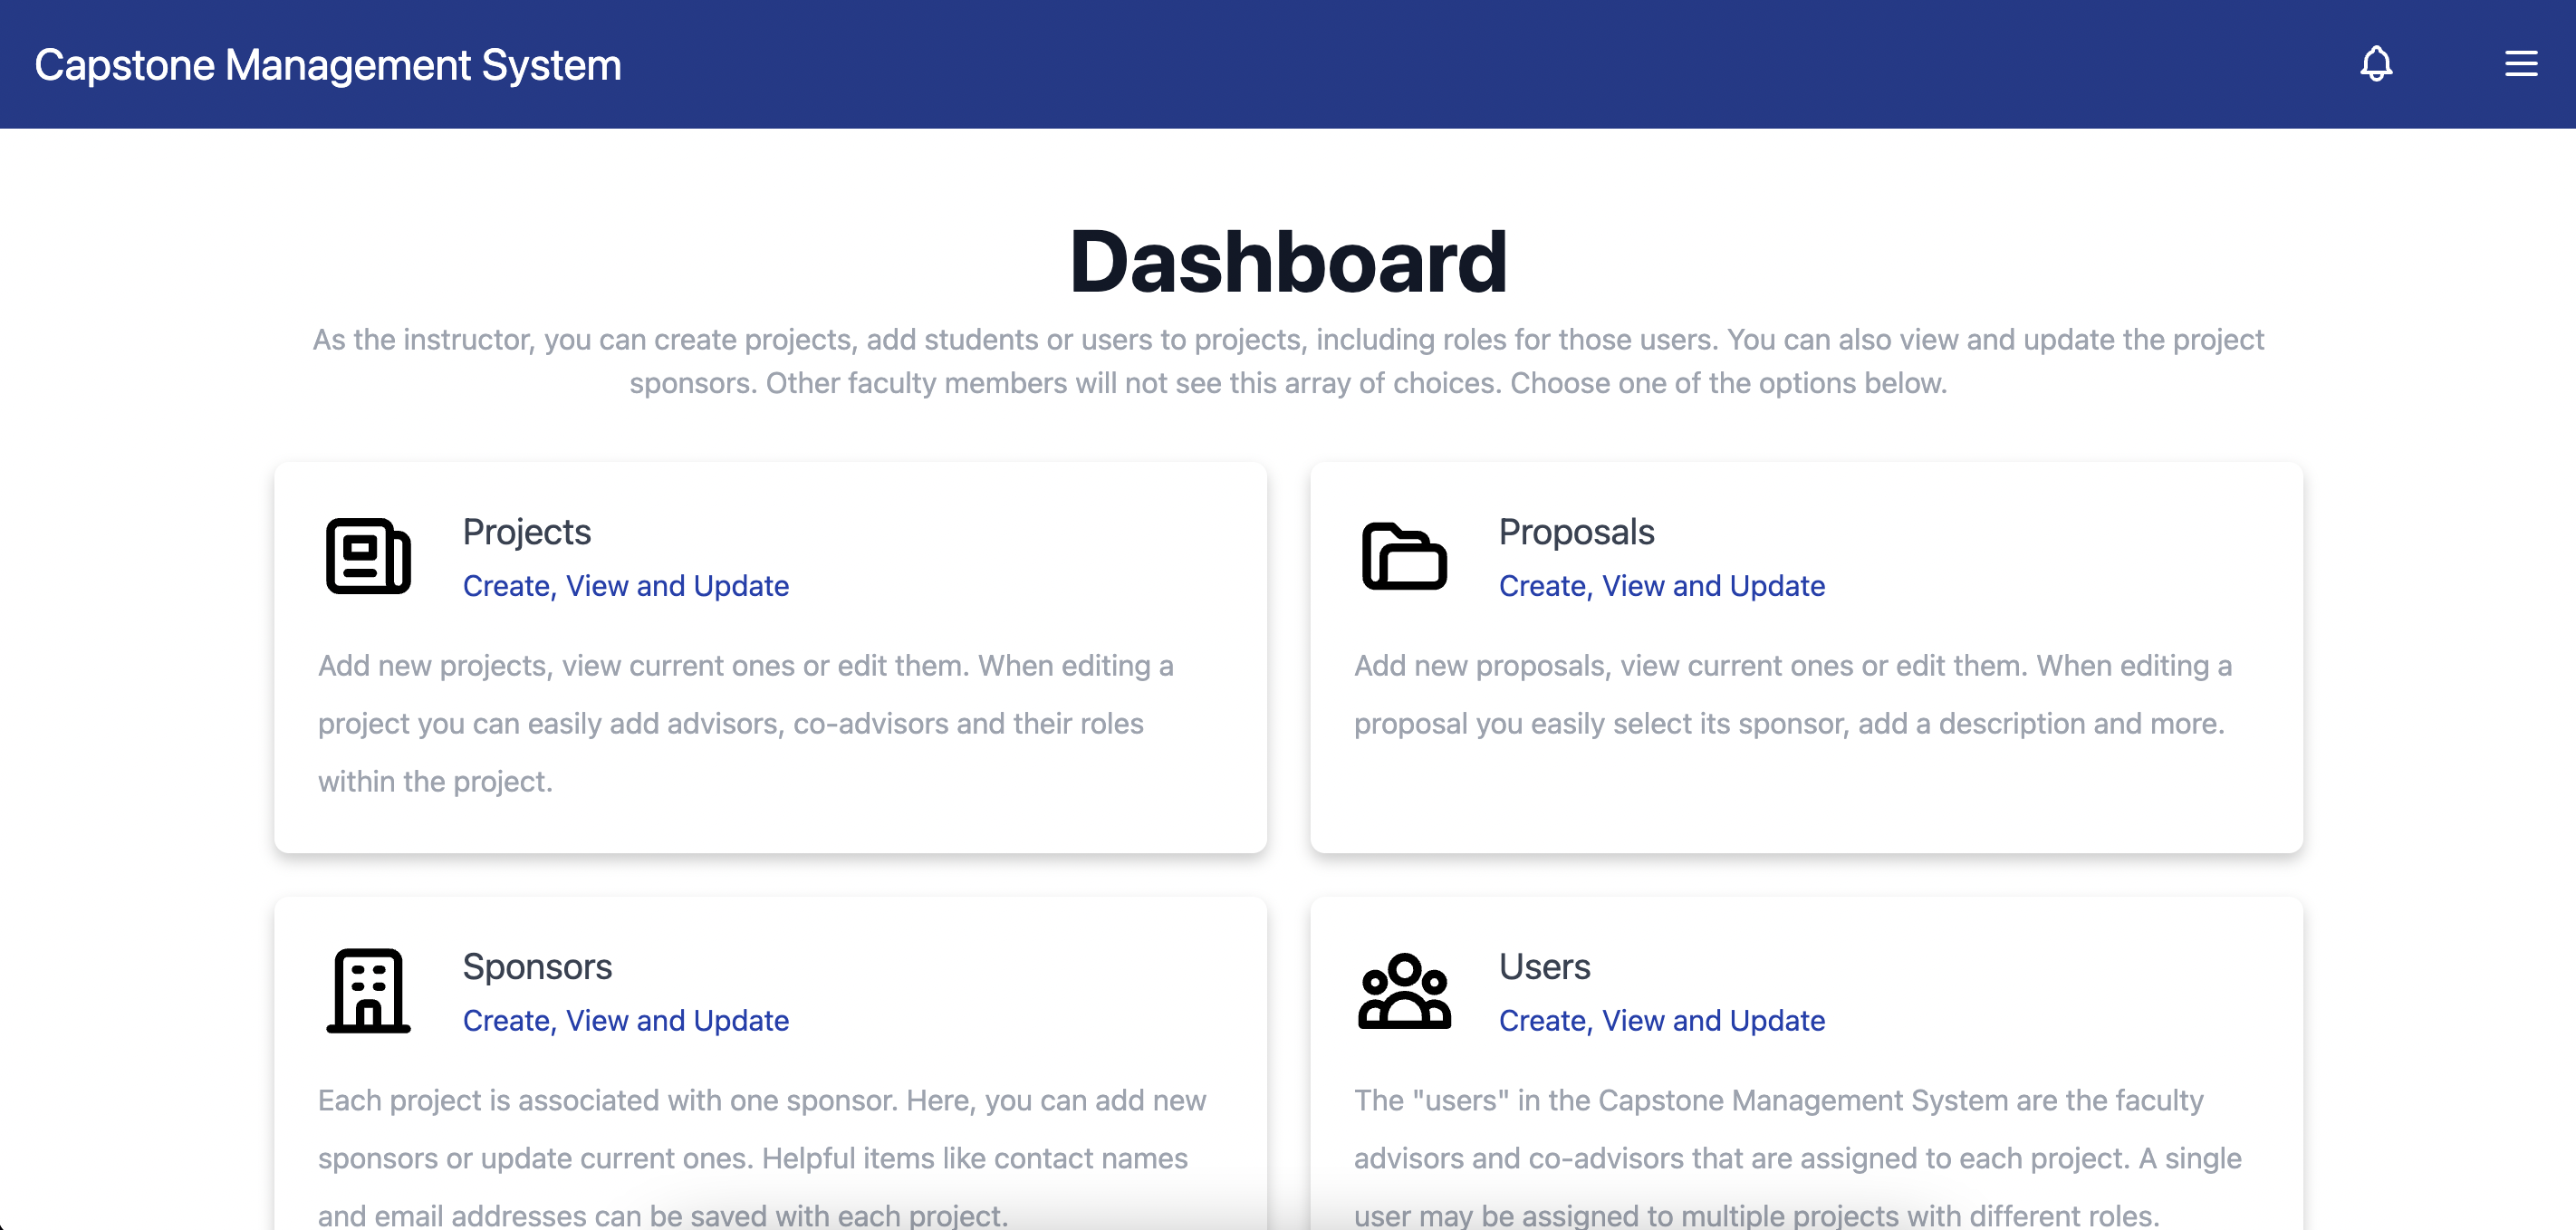 Capstone Management System
Dashboard
As the instructor, you can create projects, add students or users to projects, including roles for those users. You can also view and update the project
sponsors. Other faculty members will not see this array of choices. Choose one of the options below.
Projects
Create, View and Update
Add new projects, view current ones or edit them. When editing a
project you can easily add advisors, co-advisors and their roles
within the project.
Proposals
Create, View and Update
Add new proposals, view current ones or edit them. When editing a
proposal you easily select its sponsor, add a description and more.
Sponsors
Create, View and Update
Each project is associated with one sponsor. Here, you can add new
sponsors or update current ones. Helpful items like contact names
and email addresses can be saved with each project.
Users
Create, View and Update
The "users" in the Capstone Management System are the faculty
advisors and co-advisors that are assigned to each project. A single
user may be assigned to multiple projects with different roles.